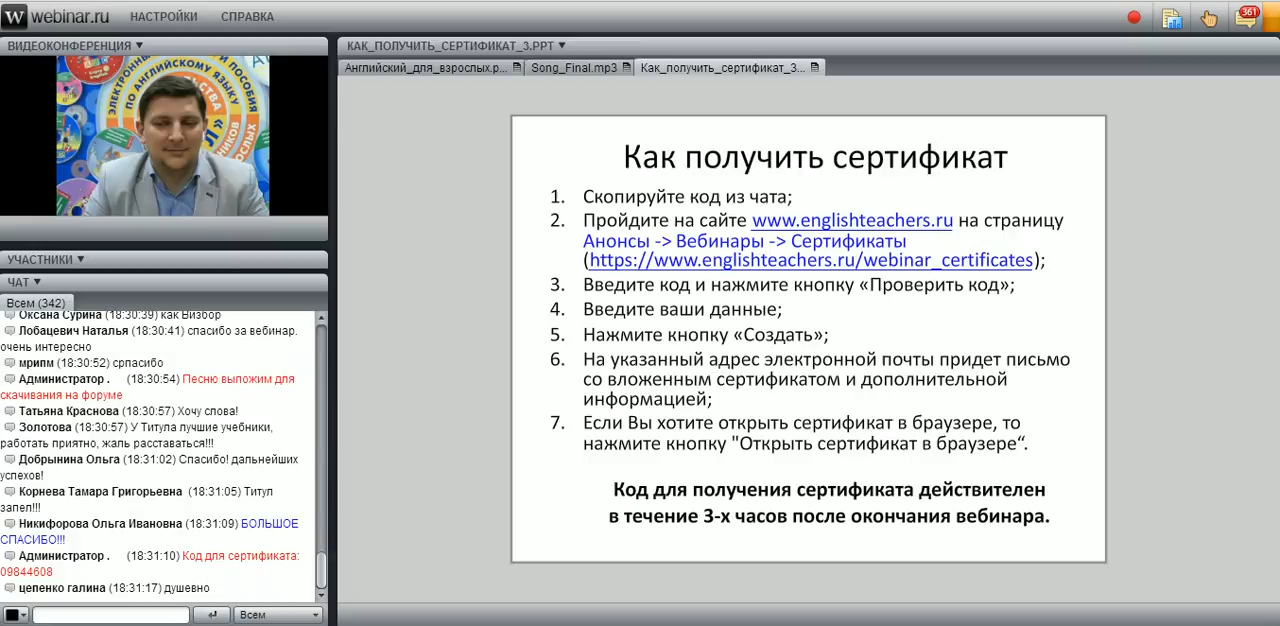 W webinar.ru НАСТРОЙКИ СПРАВКА
361
ВИДЕОКОНФЕРЕНЦИЯ
ЭЛЕКТРОННЫЕ ПОСОБИЯ
ПО АНГЛИЙСКОМУ ЯЗЫКУ
УЧАСТНИКИ
ЧАТ
Всем (342)
Оксана Сурина (18:30:39) как Визбор
Лобацевич Наталья (18:30:41) спасибо за вебинар.
очень интересно
мрипм (18:30:52) српасибо
Администратор . (18:30:54) Песню выложим для
скачивания на форуме
Татьяна Краснова (18:30:57) Хочу слова!
Золотова (18:30:57) У Титула лучшие учебники,
работать приятно, жаль расставаться!!!
Добрынина Ольга (18:31:02) Спасибо! дальнейших
успехов!
Корнева Тамара Григорьевна (18:31:05) Титул
запел!!!
Никифорова Ольга Ивановна (18:31:09) БОЛЬШОЕ
СПАСИБО!!!
Администратор . (18:31:10) Код для сертификата:
09844608
цепенко галина (18:31:17) душевно
Всем
КАК_ПОЛУЧИТЬ_СЕРТИФИКАТ_3.PPT
Английский_для_взрослых.p... Song_Final.mp3 Как_получить_сертификат_3...
Как получить сертификат
1. Скопируйте код из чата;
2. Пройдите на сайте www.englishteachers.ru на страницу
Анонсы -> Вебинары -> Сертификаты
(https://www.englishteachers.ru/webinar_certificates);
3. Введите код и нажмите кнопку «Проверить код»;
4. Введите ваши данные;
5. Нажмите кнопку «Создать»;
6. На указанный адрес электронной почты придет письмо
со вложенным сертификатом и дополнительной
информацией;
7. Если Вы хотите открыть сертификат в браузере, то
нажмите кнопку "Открыть сертификат в браузере“.
Код для получения сертификата действителен
в течение 3-х часов после окончания вебинара.